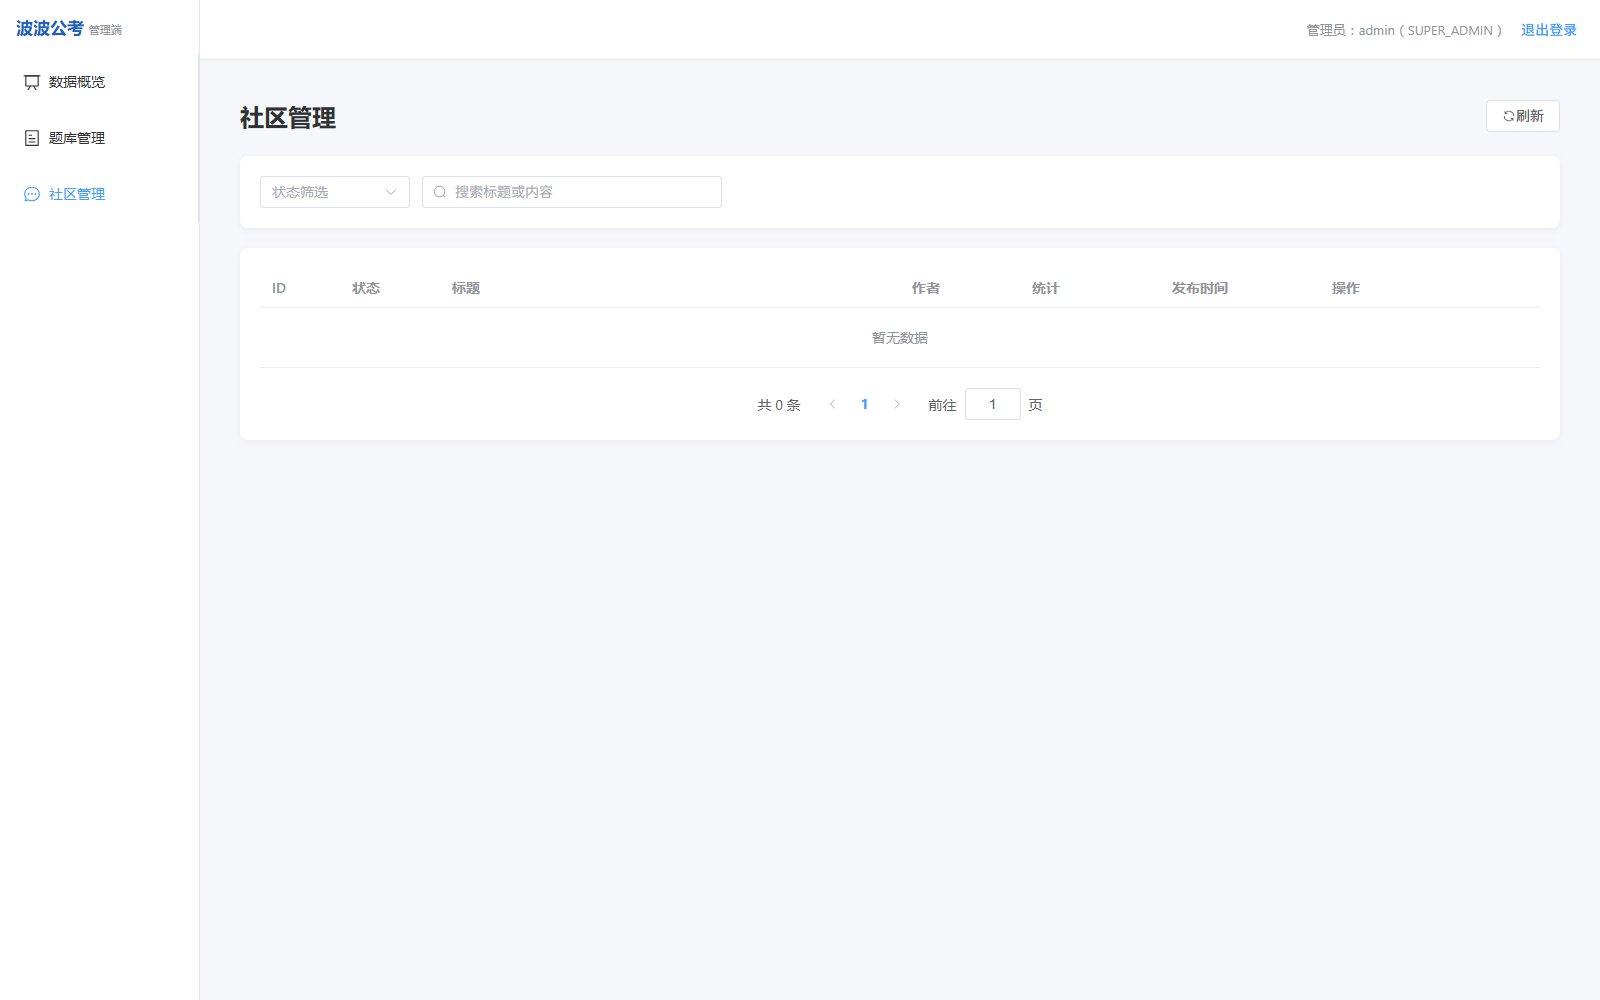 波波公考 管理端
管理员：admin（SUPER_ADMIN） 退出登录
数据概览
题库管理
社区管理
社区管理
刷新
状态筛选 搜索标题或内容
ID 状态 标题 作者 统计 发布时间 操作
暂无数据
共 0 条 1 前往 1 页